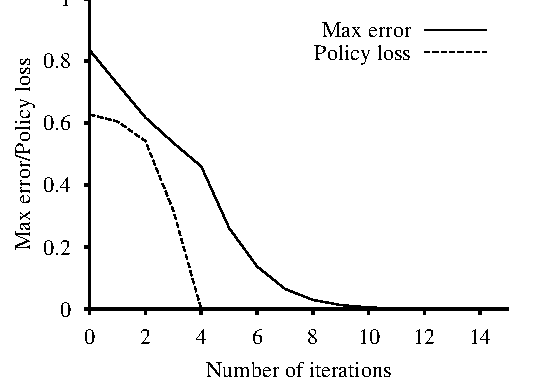 1
Max error
Policy loss
0.8
0.6
0.4
0.2
0
Max error/Policy loss
0 2 4 6 8 10 12 14
Number of iterations